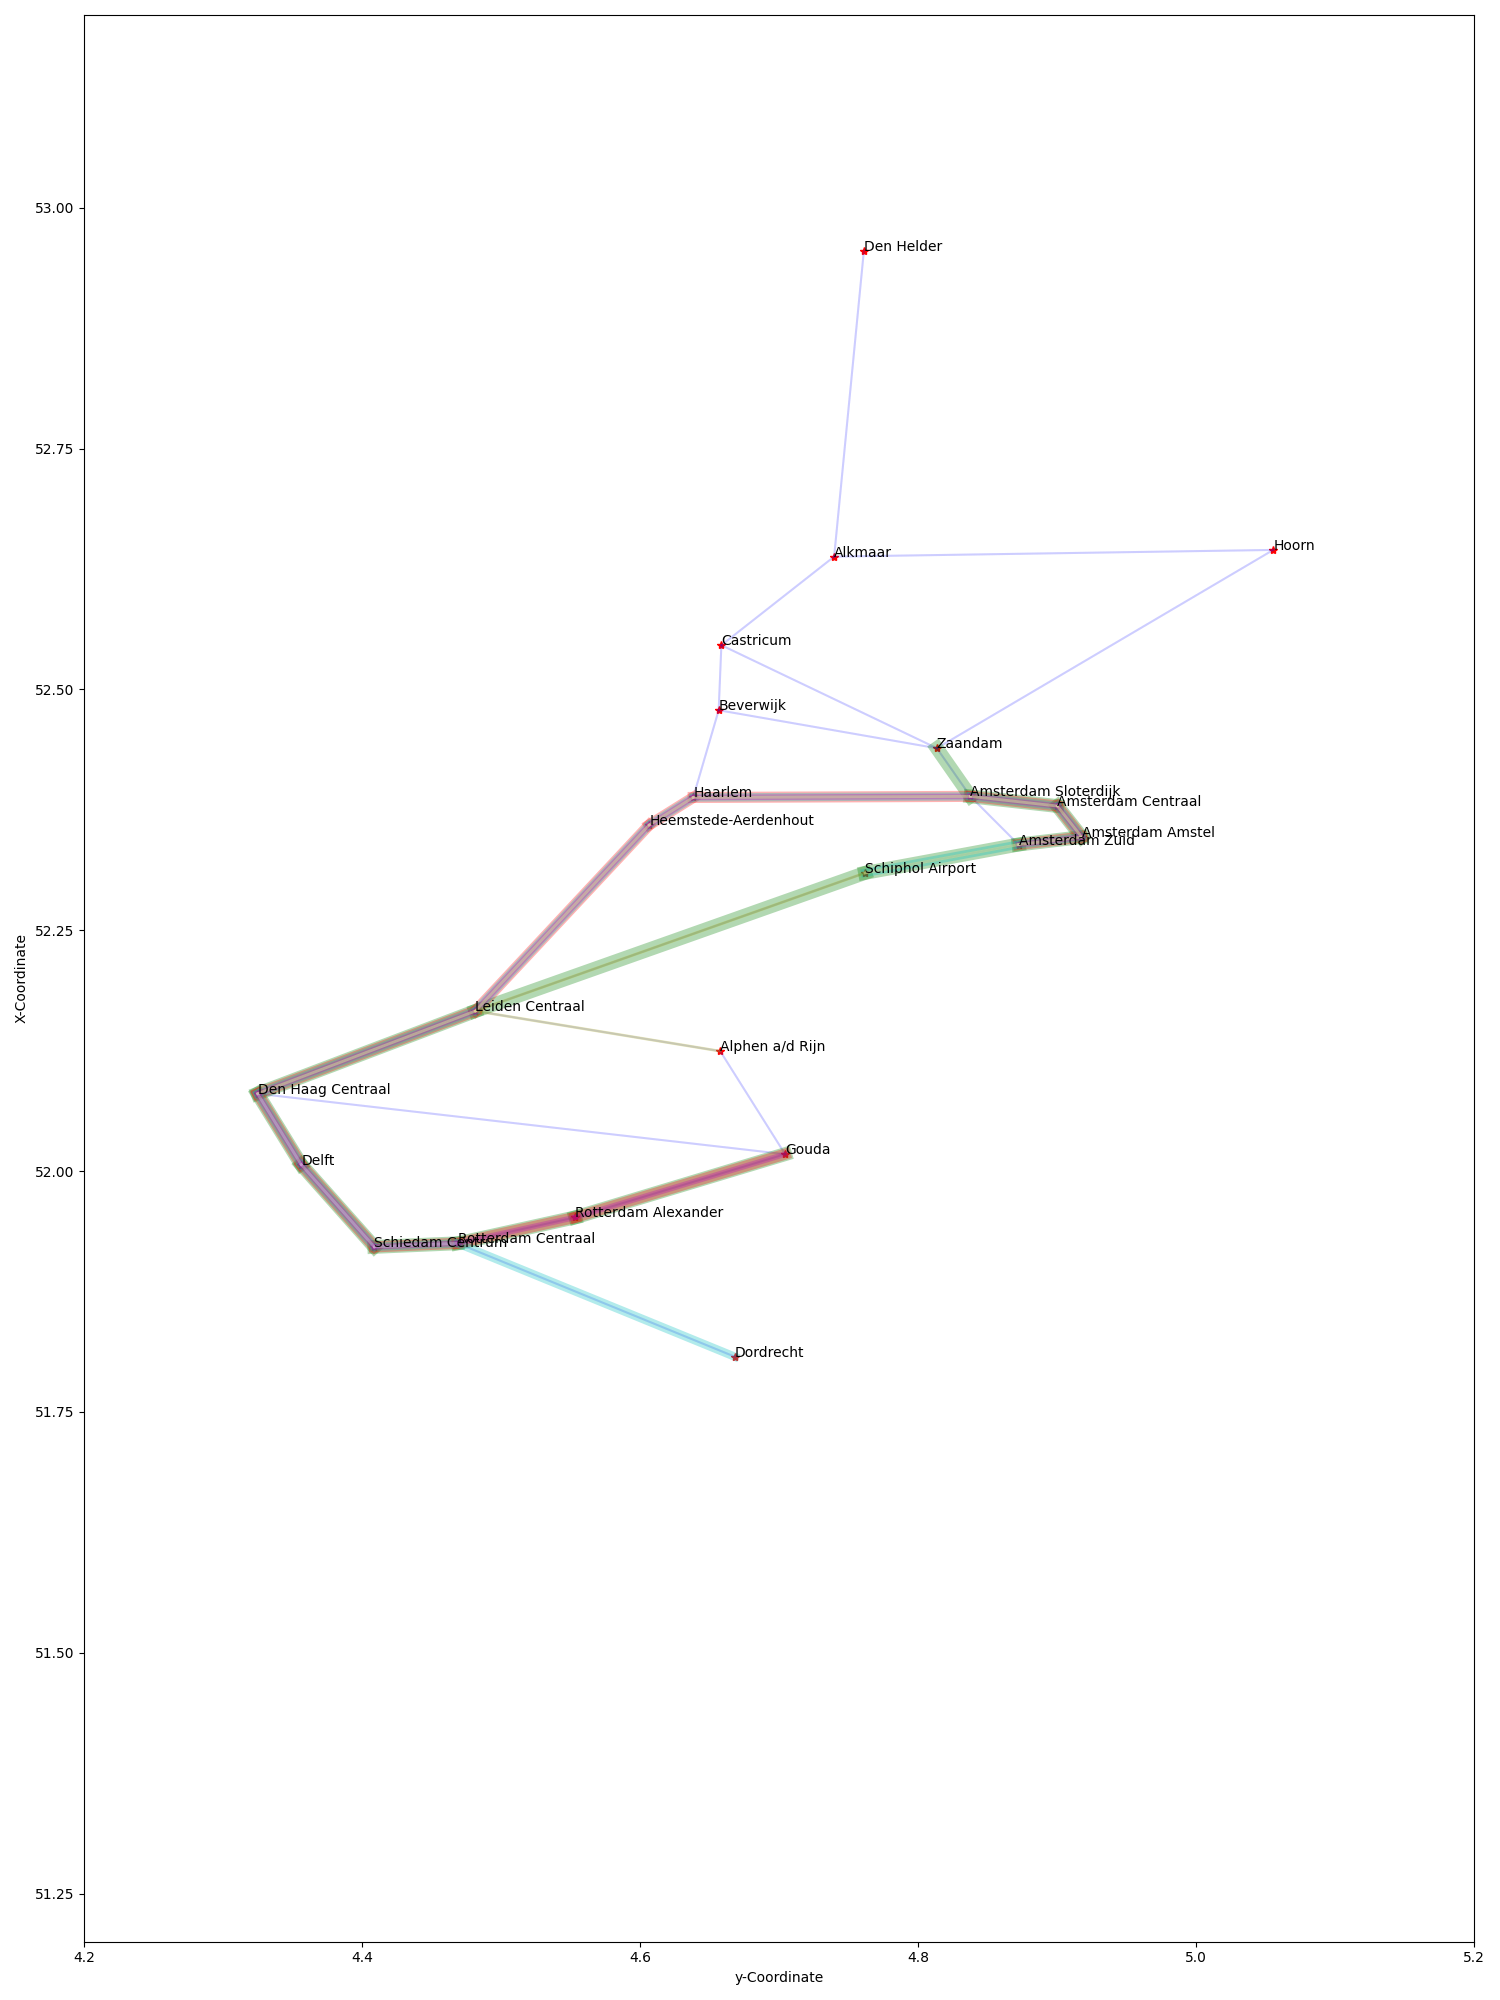 53.00
Den Helder
52.75
Alkmaar
Hoorn
Castricum
52.50
Beverwijk
Zaandam
Haarlem
Amsterdam Sloterdijk
Amsterdam Centraal
Heemstede-Aerdenhout
Amsterdam Amstel
Amsterdam Zuid
Schiphol Airport
52.25
X-Coordinate
Leiden Centraal
Alphen a/d Rijn
Den Haag Centraal
Gouda
Delft
52.00
Rotterdam Alexander
Rotterdam Centraal
Schiedam Centrum
Dordrecht
51.75
51.50
51.25
4.2 4.4 4.6 4.8 5.0 5.2
y-Coordinate